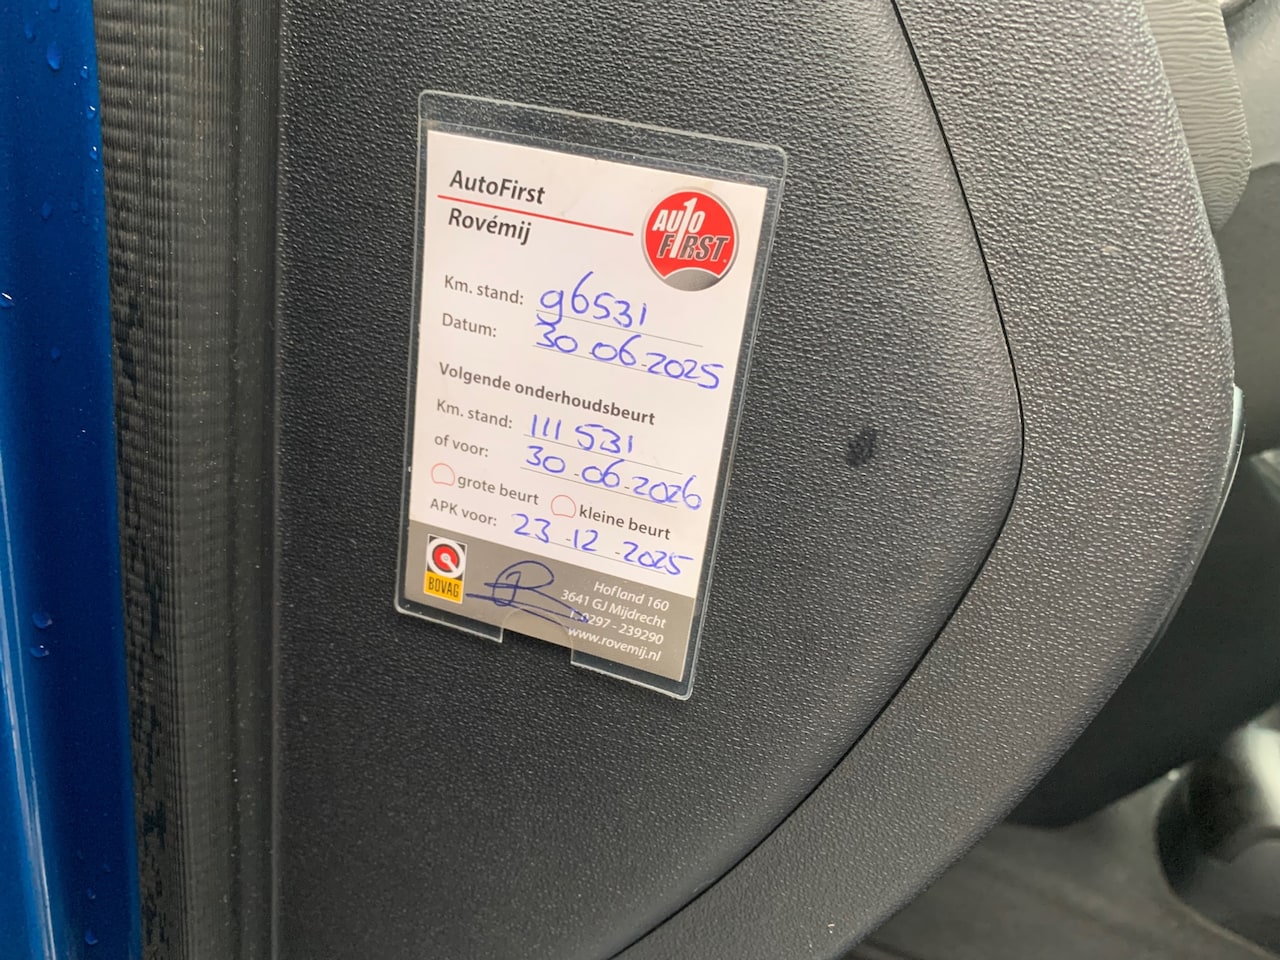 AutoFirst
Rovémij
AUTO
FIRST
Km. stand: 96531
Datum: 30 06-2025
Volgende onderhoudsbeurt
Km. stand: 111 531
of voor: 30-06-2026
grote beurt kleine beurt
APK voor: 23-12-2025
BOVAG
Hofland 160
3641 GJ Mijdrecht
T. 0297 - 239290
www.rovemij.nl